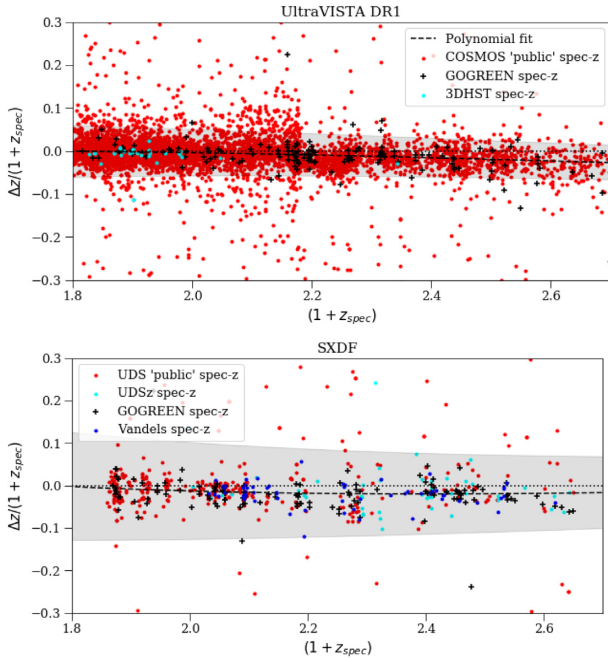 UltraVISTA DR1
0.3
0.2
0.1
0.0
−0.1
−0.2
−0.3
Δz/(1 + z_spec)
Polynomial fit
COSMOS 'public' spec-z
GOGREEN spec-z
3DHST spec-z
1.8 2.0 2.2 2.4 2.6
(1 + z_spec)
SXDF
0.3
0.2
0.1
0.0
−0.1
−0.2
−0.3
Δz/(1 + z_spec)
UDS 'public' spec-z
UDSz spec-z
GOGREEN spec-z
Vandels spec-z
1.8 2.0 2.2 2.4 2.6
(1 + z_spec)